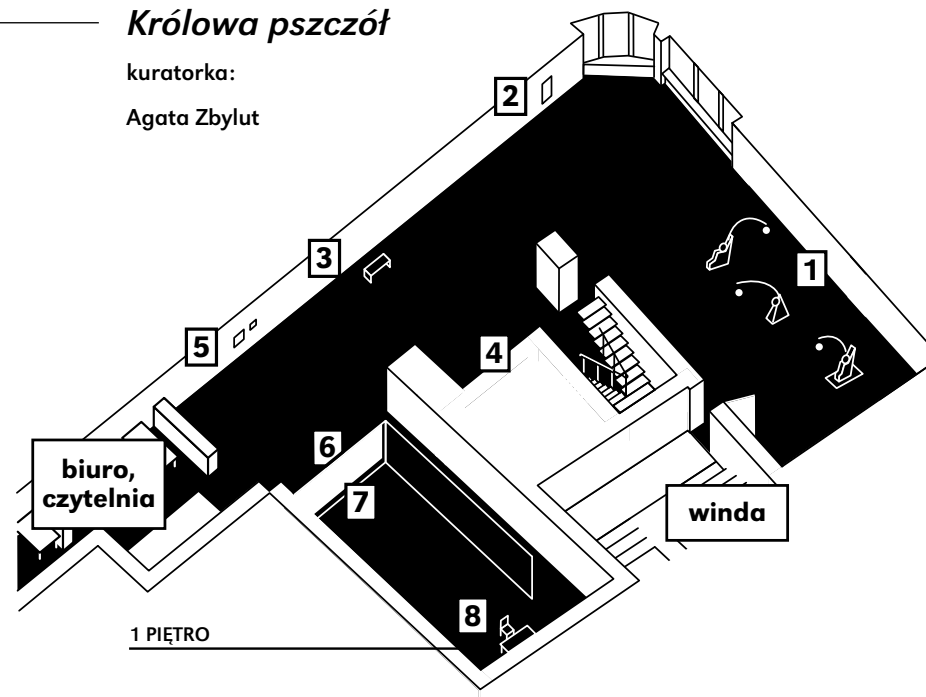 Królowa pszczół
kuratorka:
Agata Zbylut
2
3
1
5
4
6
biuro,
czytelnia
7
winda
8
1 PIĘTRO